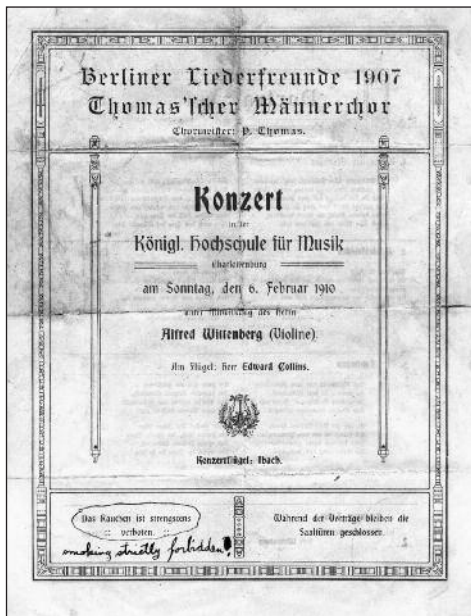 Berliner Liederfreunde 1907
Thomas'scher Männerchor
Chormeister: P. Thomas.
Konzert
in der
Königl. Hochschule für Musik
Charlottenburg
am Sonntag, den 6. Februar 1910
unter Mitwirkung des Herrn
Alfred Wittenberg (Violine).
Am Flügel: Herr Edward Collins.
Konzertflügel: Ibach.
Das Rauchen ist strengstens
:: verboten. ::
smoking strictly forbidden!
Während der Vorträge bleiben die
Saaltüren geschlossen.